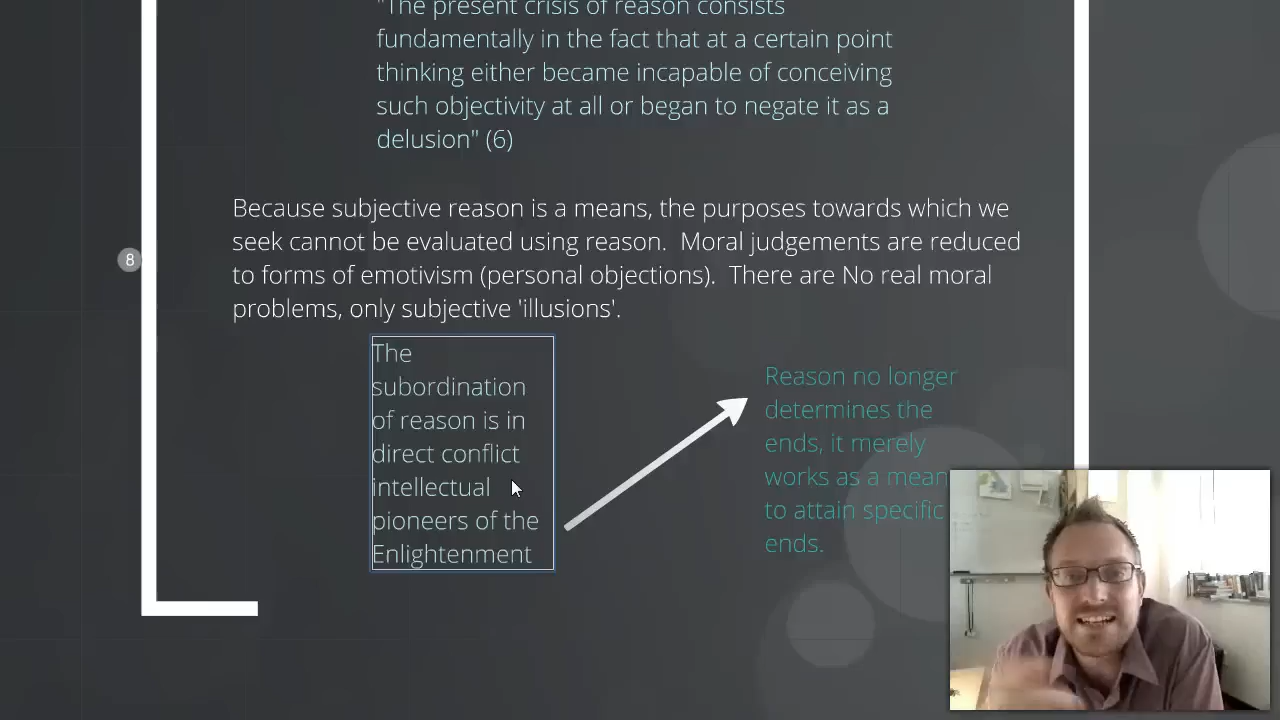 "The present crisis of reason consists
fundamentally in the fact that at a certain point
thinking either became incapable of conceiving
such objectivity at all or began to negate it as a
delusion" (6)
Because subjective reason is a means, the purposes towards which we
seek cannot be evaluated using reason.  Moral judgements are reduced
to forms of emotivism (personal objections).  There are No real moral
problems, only subjective 'illusions'.
8
The
subordination
of reason is in
direct conflict
intellectual
pioneers of the
Enlightenment
Reason no longer
determines the
ends, it merely
works as a mean
to attain specific
ends.